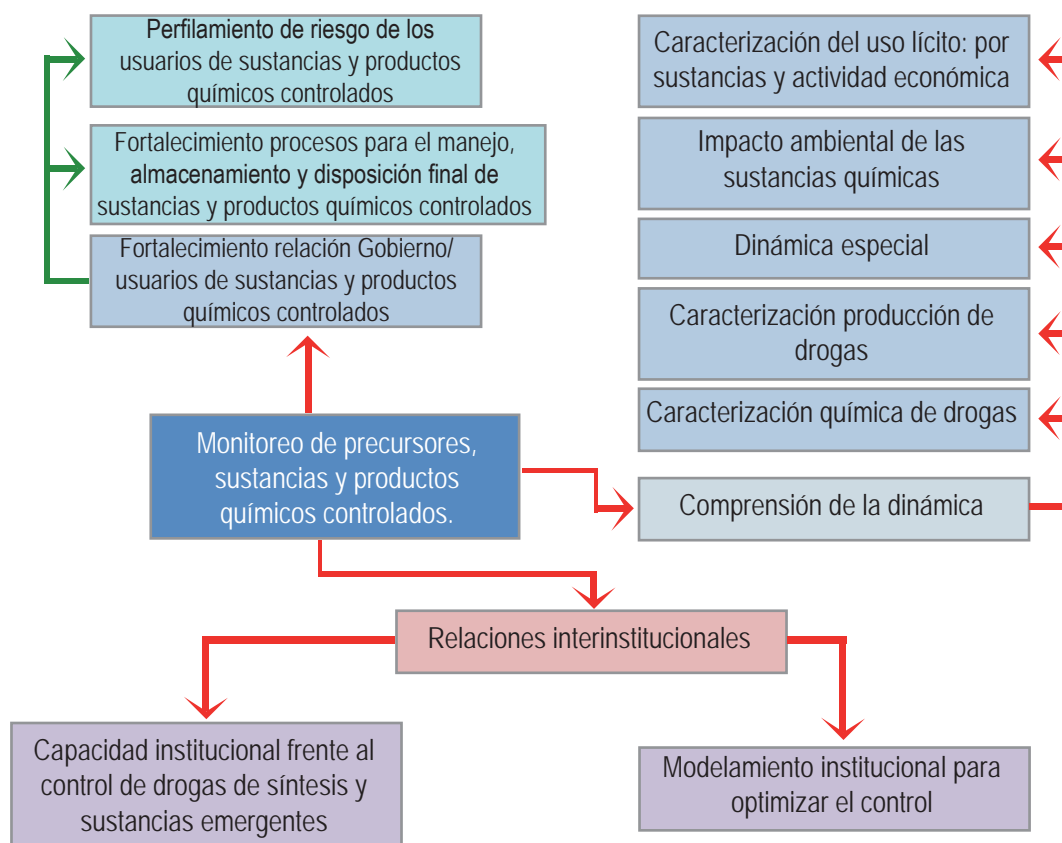 Perfilamiento de riesgo de los
usuarios de sustancias y productos
químicos controlados
Fortalecimiento procesos para el manejo,
almacenamiento y disposición final de
sustancias y productos químicos controlados
Fortalecimiento relación Gobierno/
usuarios de sustancias y productos
químicos controlados
Caracterización del uso lícito: por
sustancias y actividad económica
Impacto ambiental de las
sustancias químicas
Dinámica especial
Caracterización producción de
drogas
Caracterización química de drogas
Monitoreo de precursores,
sustancias y productos
químicos controlados.
Comprensión de la dinámica
Relaciones interinstitucionales
Capacidad institucional frente al
control de drogas de síntesis y
sustancias emergentes
Modelamiento institucional para
optimizar el control